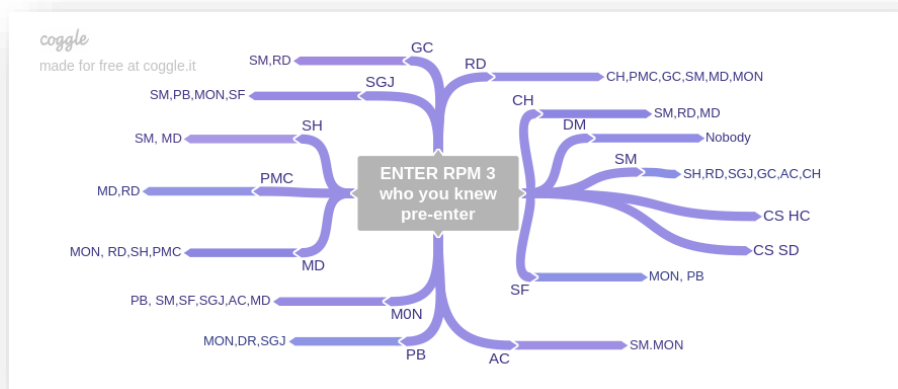 coggle
made for free at coggle.it
GC
SM,RD
RD
CH,PMC,GC,SM,MD,MON
SGJ
SM,PB,MON,SF
CH
SM,RD,MD
SH
SM, MD
DM
Nobody
SM
SH,RD,SGJ,GC,AC,CH
ENTER RPM 3
who you knew
pre-enter
PMC
MD,RD
CS HC
MON, RD,SH,PMC
MD
CS SD
SF
MON, PB
PB, SM,SF,SGJ,AC,MD
M0N
MON,DR,SGJ
PB
AC
SM.MON